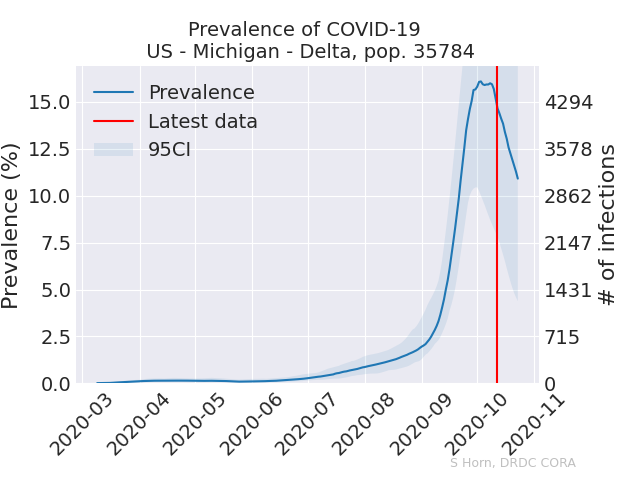 Prevalence of COVID-19
US - Michigan - Delta, pop. 35784
Prevalence
Latest data
95CI
Prevalence (%)
15.0
12.5
10.0
7.5
5.0
2.5
0.0
4294
3578
2862
2147
1431
715
0
# of infections
2020-03
2020-04
2020-05
2020-06
2020-07
2020-08
2020-09
2020-10
2020-11
S Horn, DRDC CORA